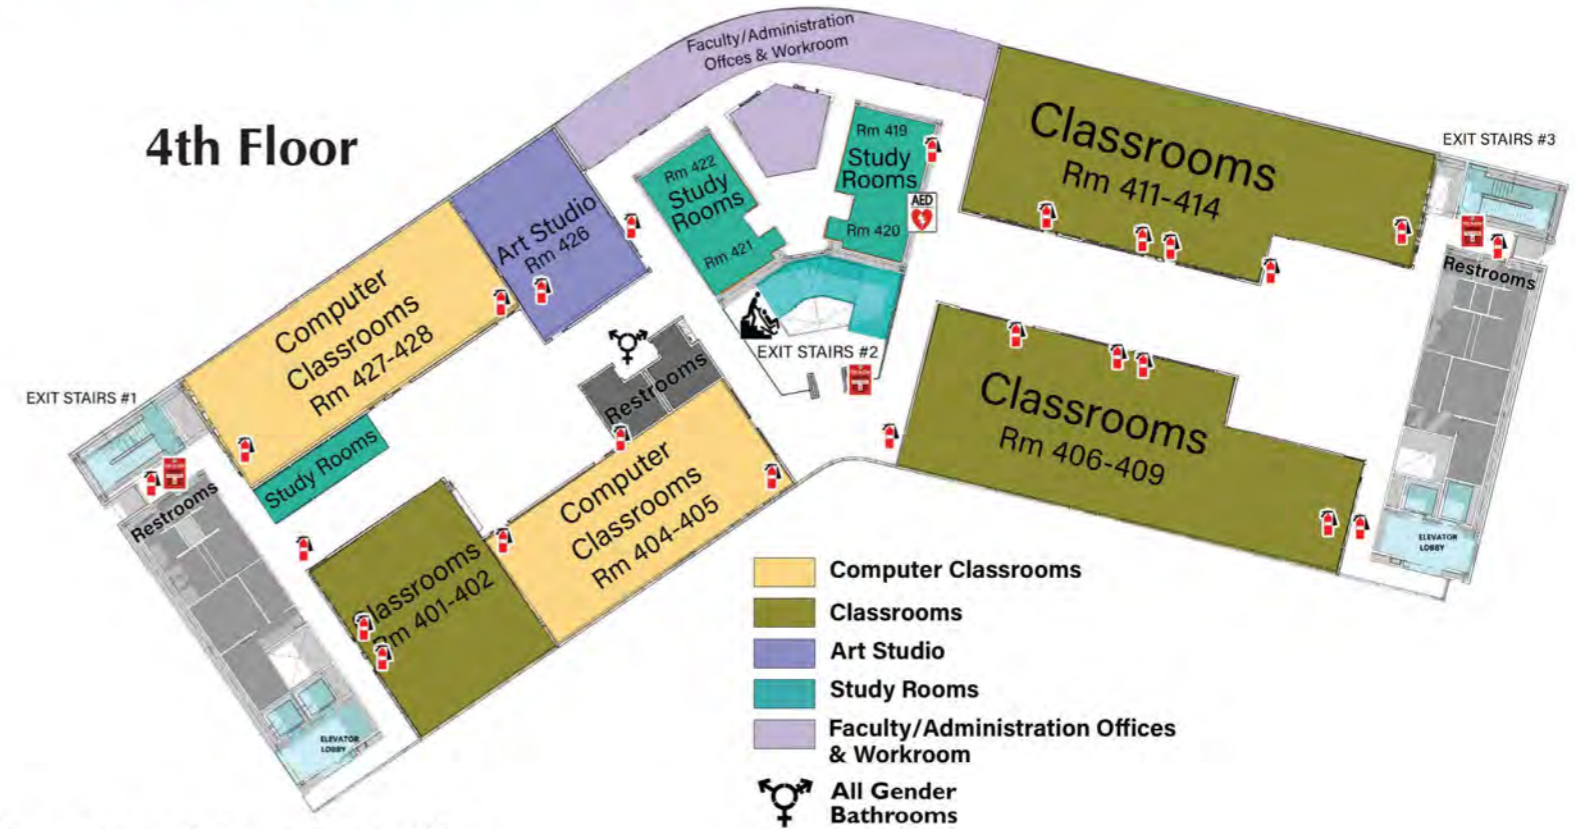 4th Floor
Faculty/Administration
Offces & Workroom
Classrooms
Rm 411-414
EXIT STAIRS #3
Restrooms
Rm 419
Study
Rooms
Rm 420
AED
Rm 422
Study
Rooms
Rm 421
Art Studio
Rm 426
Computer
Classrooms
Rm 427-428
EXIT STAIRS #1
Restrooms
Study Rooms
EXIT STAIRS #2
Restrooms
Computer
Classrooms
Rm 404-405
Classrooms
Rm 401-402
Classrooms
Rm 406-409
ELEVATOR
LOBBY
ELEVATOR
LOBBY
Computer Classrooms
Classrooms
Art Studio
Study Rooms
Faculty/Administration Offices
& Workroom
All Gender
Bathrooms